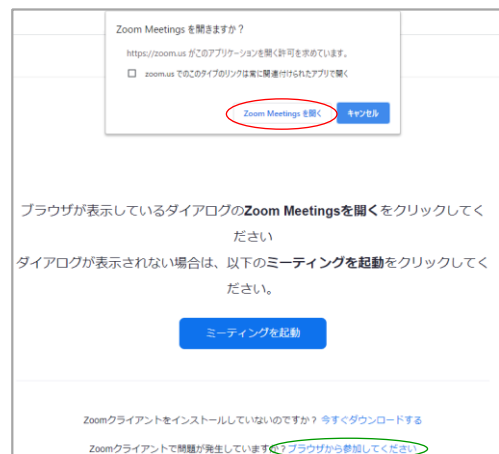 Zoom Meetings を開きますか？
https://zoom.us がこのアプリケーションを開く許可を求めています。
zoom.us でのこのタイプのリンクは常に関連付けられたアプリで開く
Zoom Meetings を開く キャンセル
ブラウザが表示しているダイアログのZoom Meetingsを開くをクリックしてく
ださい
ダイアログが表示されない場合は、以下のミーティングを起動をクリックしてく
ださい。
ミーティングを起動
Zoomクライアントをインストールしていないのですか？ 今すぐダウンロードする
Zoomクライアントで問題が発生していますか？ブラウザから参加してください